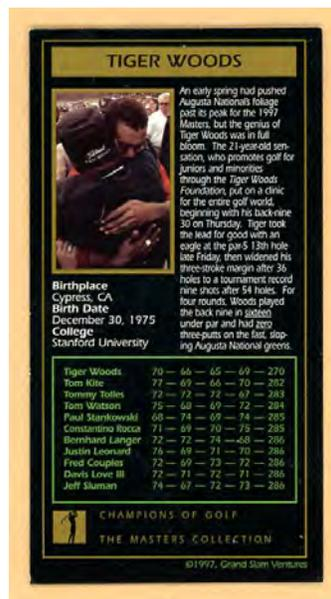 TIGER WOODS
An early spring had pushed
Augusta National's foliage
past its peak for the 1997
Masters, but the genius of
Tiger Woods was in full
bloom. The 21-year-old sen-
sation, who promotes golf for
juniors and minorities
through the Tiger Woods
Foundation, put on a clinic
for the entire golf world,
beginning with his back-nine
30 on Thursday. Tiger took
the lead for good with an
eagle at the par-5 13th hole
late Friday, then widened his
three-stroke margin after 36
holes to a tournament record
nine shots after 54 holes. For
four rounds, Woods played
the back nine in sixteen
under par and had zero
three-putts on the fast, slop-
ing Augusta National greens.
Birthplace
Cypress, CA
Birth Date
December 30, 1975
College
Stanford University
Tiger Woods 70 — 66 — 65 — 69 — 270
Tom Kite 77 — 69 — 66 — 70 — 282
Tommy Tolles 72 — 72 — 72 — 67 — 283
Tom Watson 75 — 68 — 69 — 72 — 284
Paul Stankowski 68 — 74 — 69 — 74 — 285
Constantino Rocca 71 — 69 — 70 — 75 — 285
Bernhard Langer 72 — 72 — 74 — 68 — 286
Justin Leonard 76 — 69 — 71 — 70 — 286
Fred Couples 72 — 69 — 73 — 72 — 286
Davis Love III 72 — 71 — 72 — 71 — 286
Jeff Sluman 74 — 67 — 72 — 73 — 286
CHAMPIONS OF GOLF
THE MASTERS COLLECTION
©1997, Grand Slam Ventures